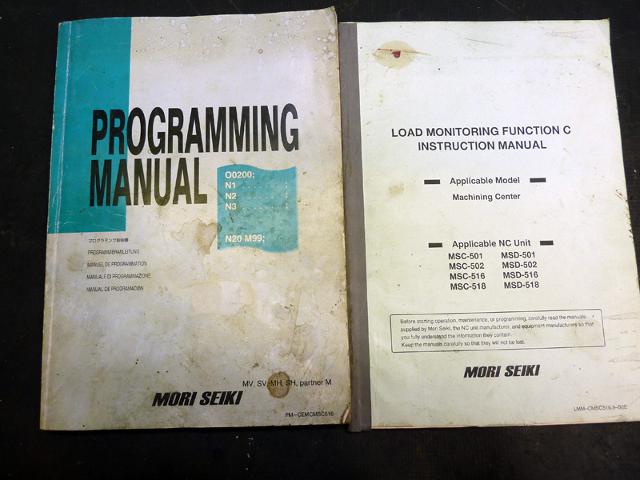 PROGRAMMING
MANUAL
O0200;
N1
N2
N3
N20 M99;
プログラミング説明書
PROGRAMMIERANLEITUNG
MANUEL DE PROGRAMMATION
MANUALE DI PROGRAMMAZIONE
MANUAL DE PROGRAMACIÓN
MV, SV, MH, SH, partner M
MORI SEIKI
PM-CEMCMSC516
LOAD MONITORING FUNCTION C
INSTRUCTION MANUAL
Applicable Model
Machining Center
Applicable NC Unit
MSC-501 MSD-501
MSC-502 MSD-502
MSC-516 MSD-516
MSC-518 MSD-518
Before starting operation, maintenance, or programming, carefully read the manuals
supplied by Mori Seiki, the NC unit manufacturer, and equipment manufacturers so that
you fully understand the information they contain.
Keep the manuals carefully so that they will not be lost.
MORI SEIKI